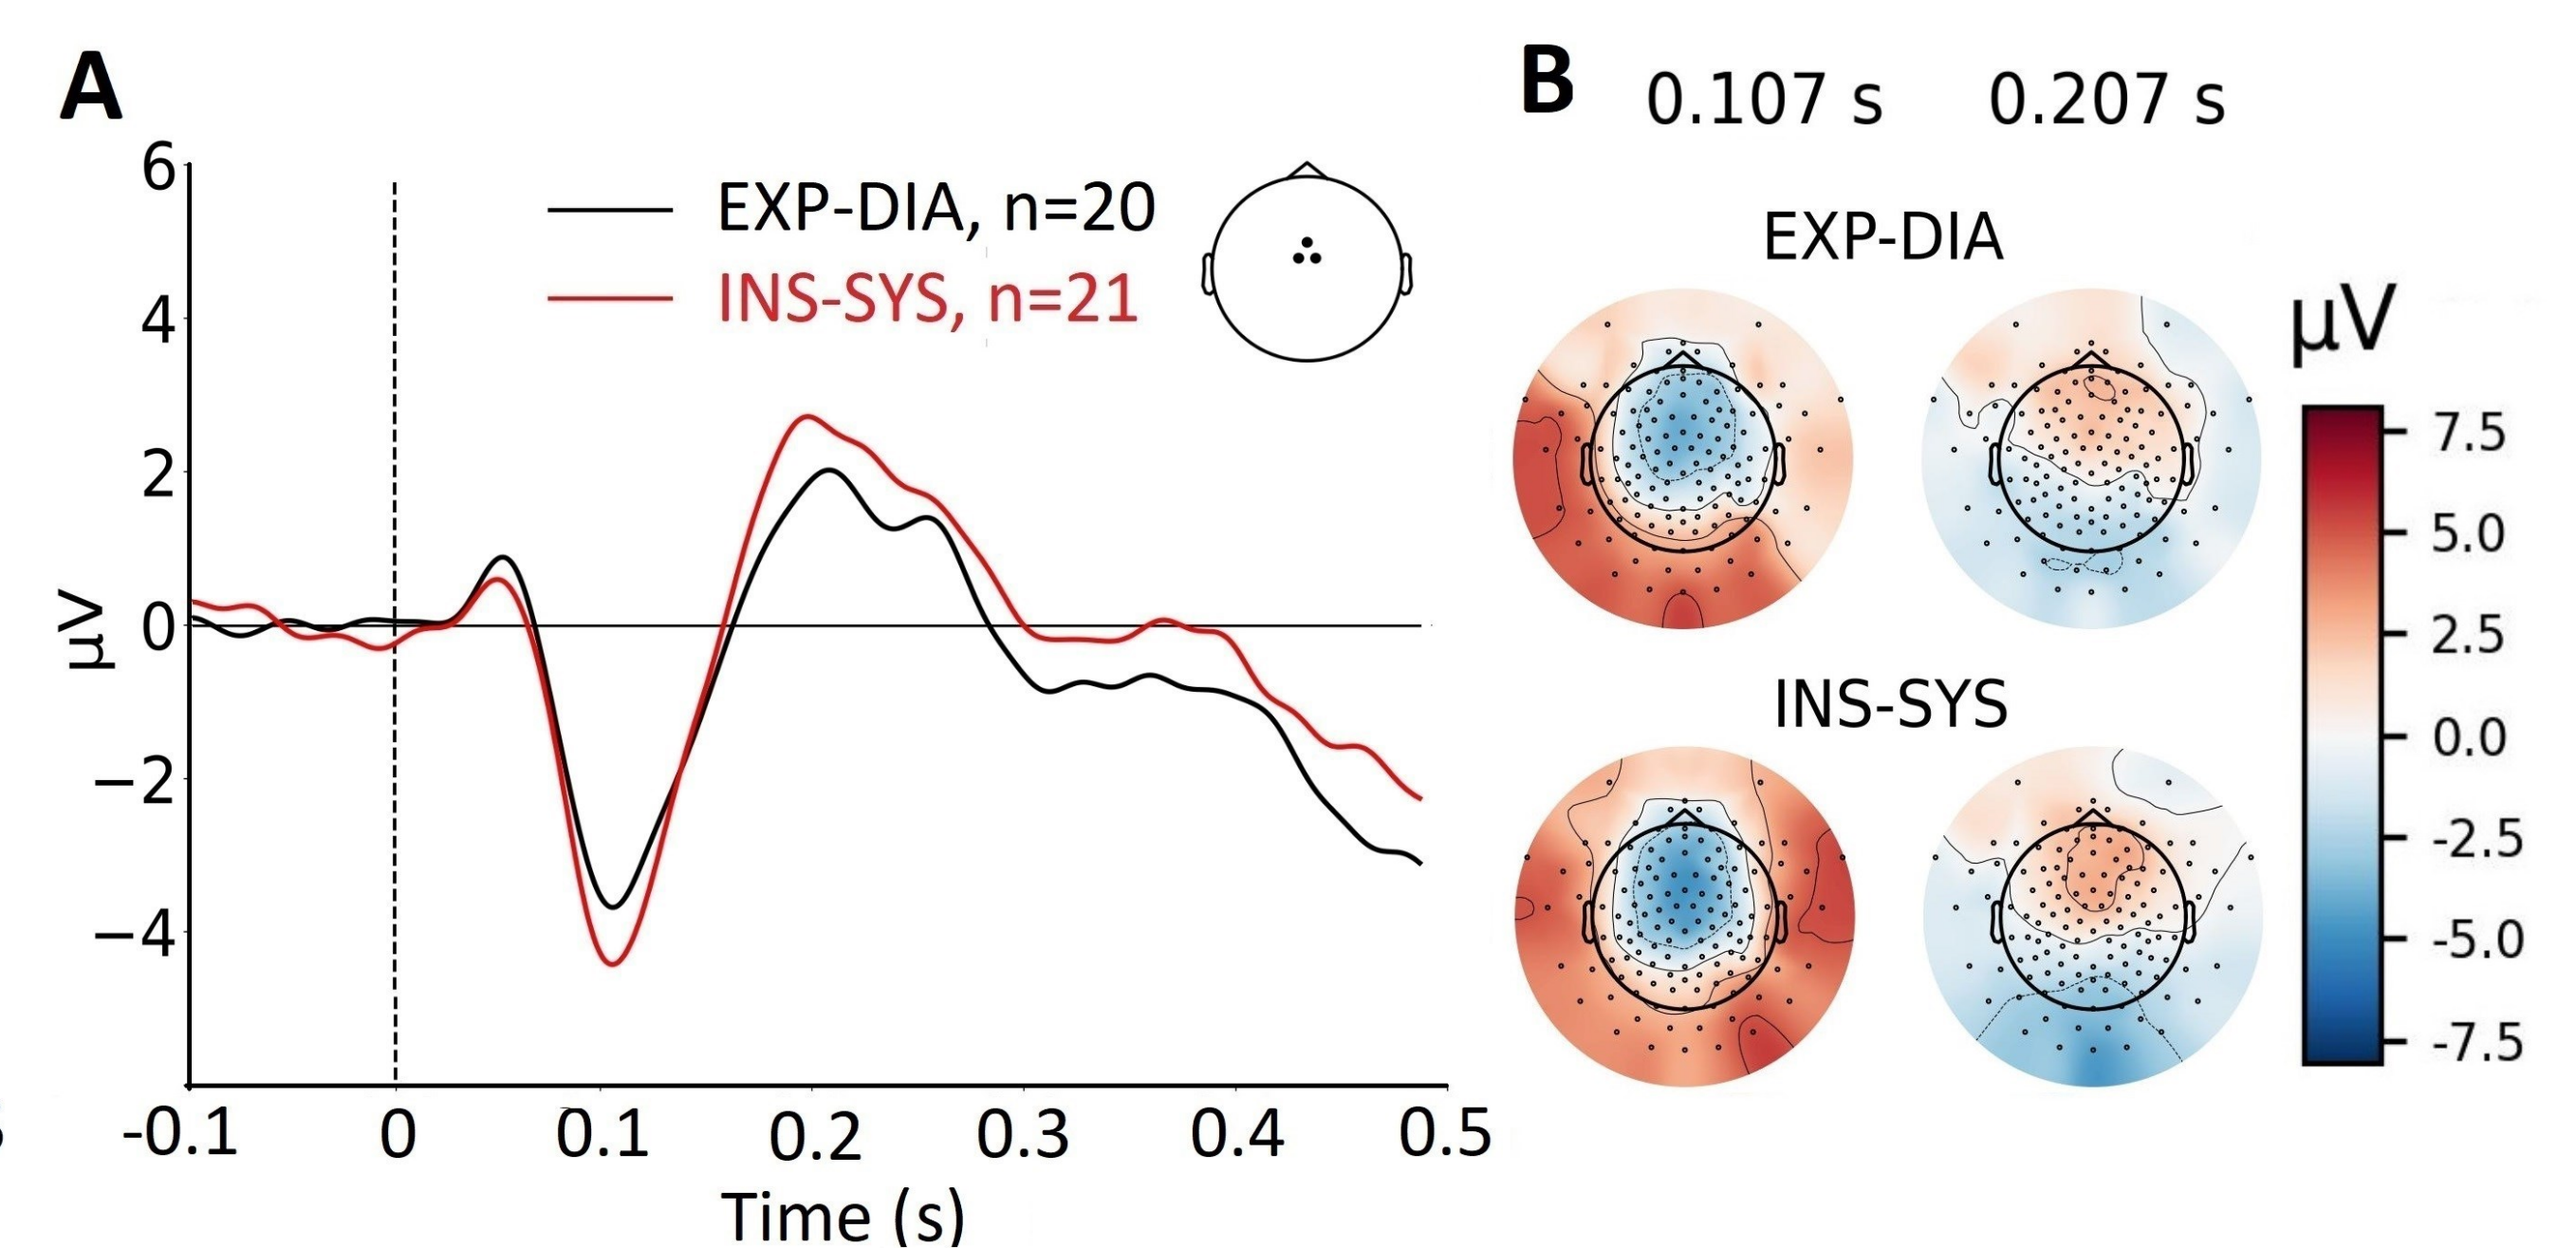 A
6
4
2
0
−2
−4
µV
EXP-DIA, n=20
INS-SYS, n=21
-0.1 0 0.1 0.2 0.3 0.4 0.5
Time (s)
B 0.107 s 0.207 s
EXP-DIA
INS-SYS
µV
7.5
5.0
2.5
0.0
-2.5
-5.0
-7.5